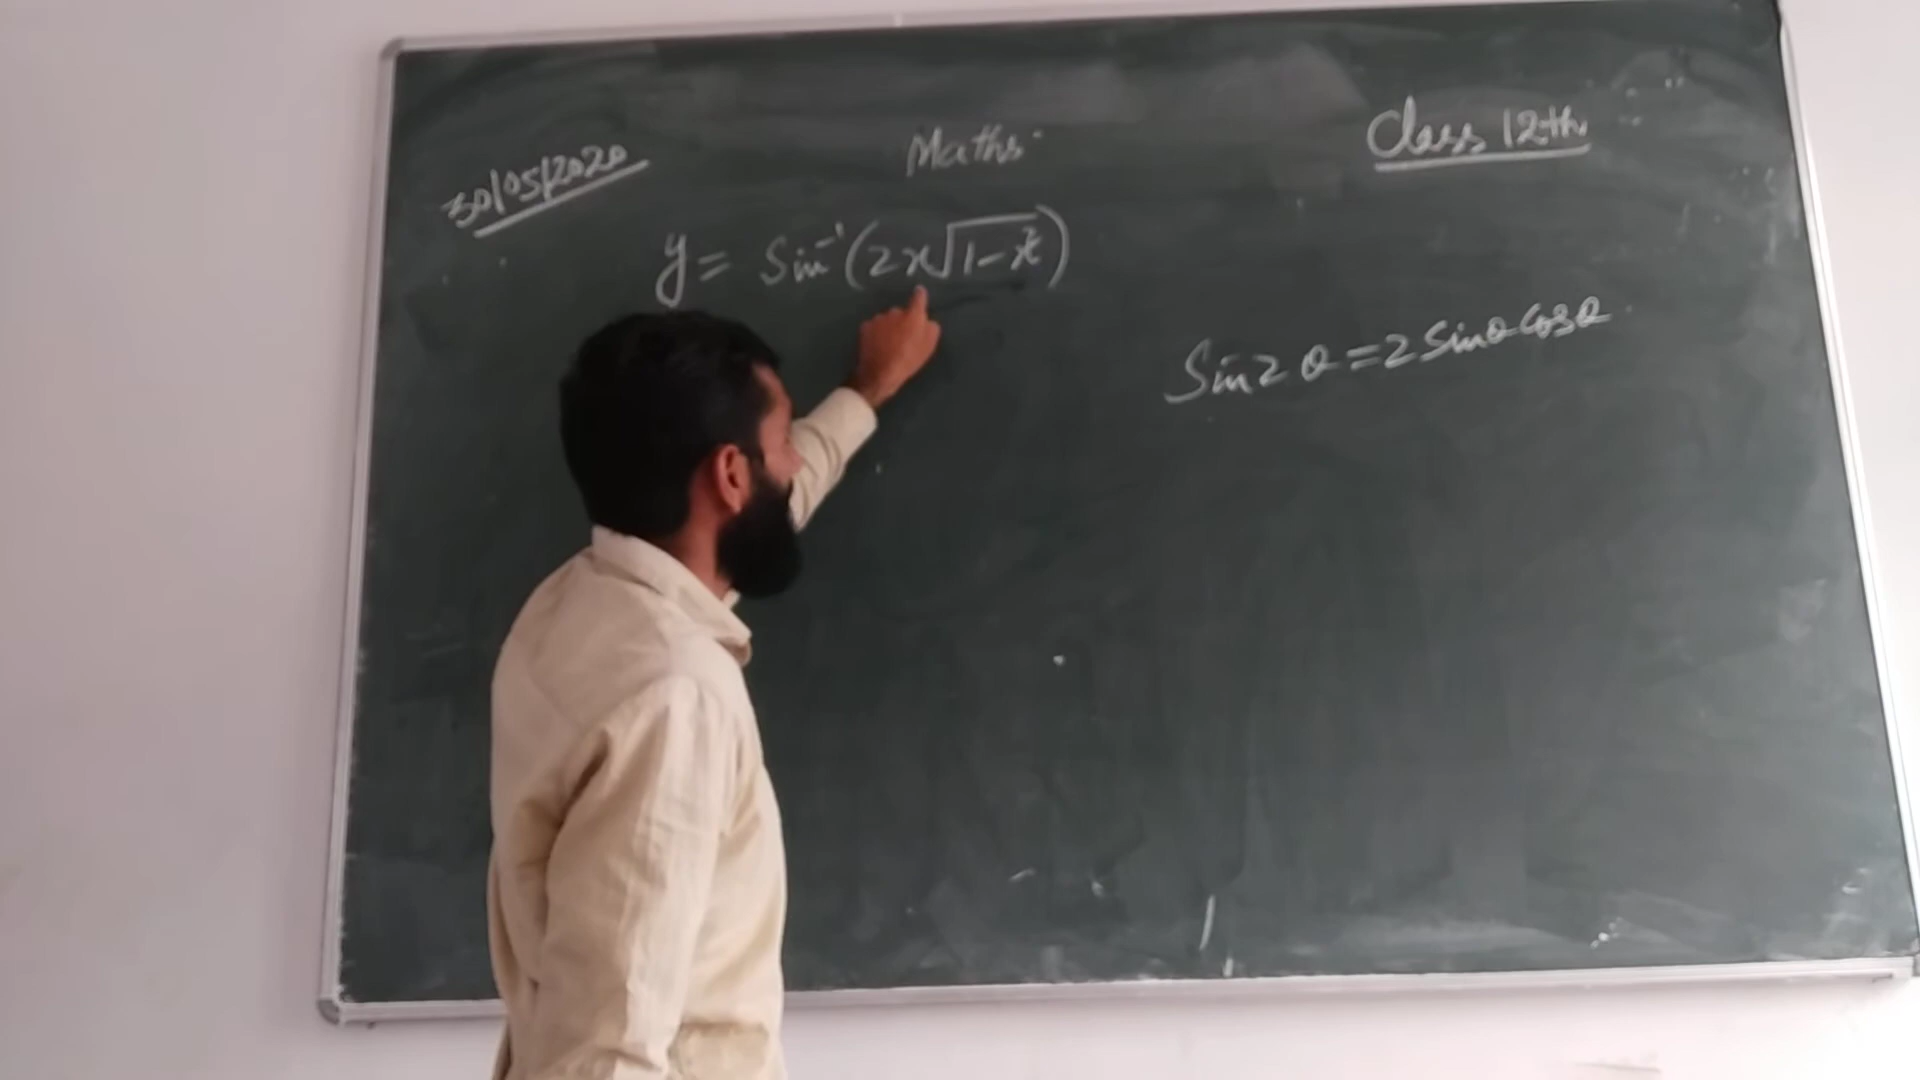 30/05/2020 Maths Class 12th
y = Sin⁻¹(2x√1-x²)
Sin2θ = 2 Sinθ Cosθ